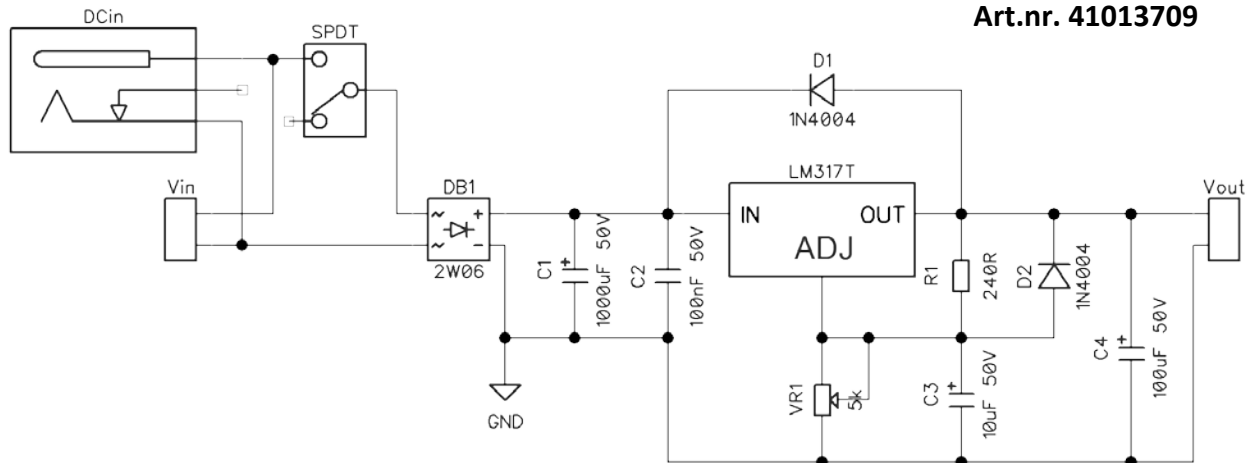 Art.nr. 41013709
DCin
SPDT
D1
1N4004
LM317T
Vin
DB1
Vout
IN
OUT
ADJ
~ +
~ -
2W06
C1
+
1000uF 50V
C2
100nF 50V
R1
240R
D2
1N4004
C4
+
100uF 50V
GND
VR1
5k
C3
+
10uF 50V